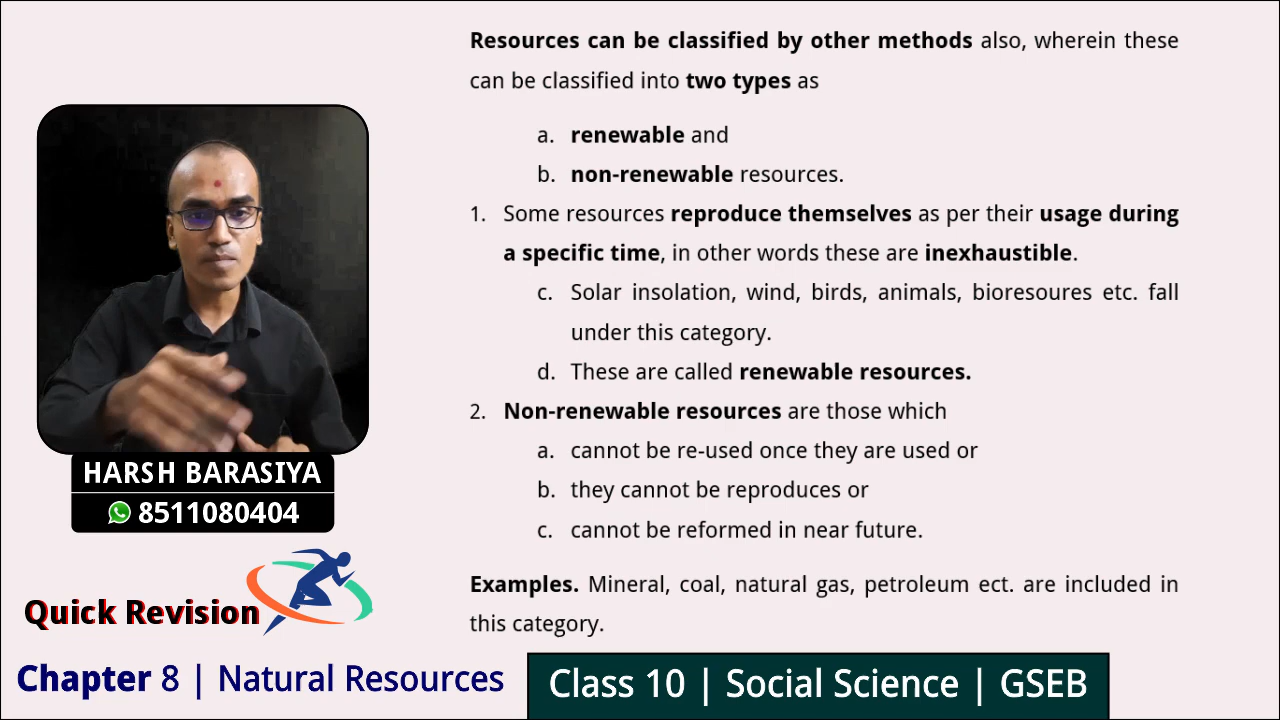 Resources can be classified by other methods also, wherein these
can be classified into two types as
a. renewable and
b. non-renewable resources.
1. Some resources reproduce themselves as per their usage during
a specific time, in other words these are inexhaustible.
c. Solar insolation, wind, birds, animals, bioresoures etc. fall
under this category.
d. These are called renewable resources.
2. Non-renewable resources are those which
a. cannot be re-used once they are used or
b. they cannot be reproduces or
c. cannot be reformed in near future.
Examples. Mineral, coal, natural gas, petroleum ect. are included in
this category.
HARSH BARASIYA
8511080404
Quick Revision
Chapter 8 | Natural Resources
Class 10 | Social Science | GSEB